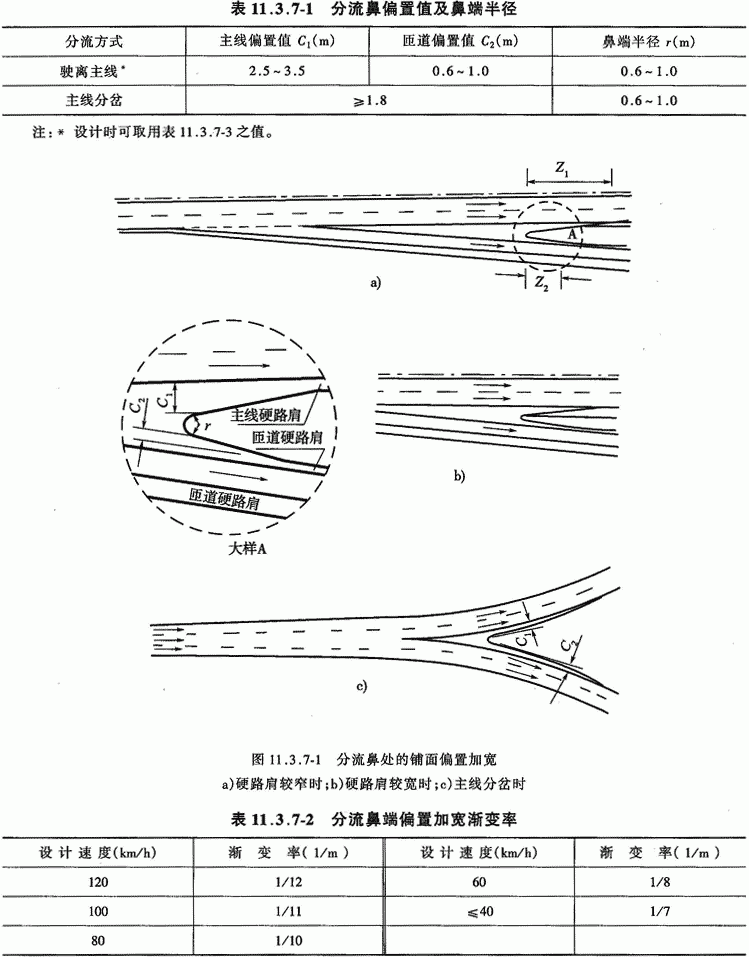 表 11.3.7-1 分流鼻偏置值及鼻端半径
分流方式 主线偏置值 C₁(m) 匝道偏置值 C₂(m) 鼻端半径 r(m)
驶离主线* 2.5~3.5 0.6~1.0 0.6~1.0
主线分岔 ≥1.8 0.6~1.0
注:* 设计时可取用表 11.3.7-3 之值。
Z₁
A
Z₂
a)
C₁
C₂
r
主线硬路肩
匝道硬路肩
匝道硬路肩
大样A
b)
C₁
C₂
c)
图 11.3.7-1 分流鼻处的铺面偏置加宽
a)硬路肩较窄时;b)硬路肩较宽时;c)主线分岔时
表 11.3.7-2 分流鼻端偏置加宽渐变率
设计速度(km/h) 渐变率(1/m) 设计速度(km/h) 渐变率(1/m)
120 1/12 60 1/8
100 1/11 ≤40 1/7
80 1/10